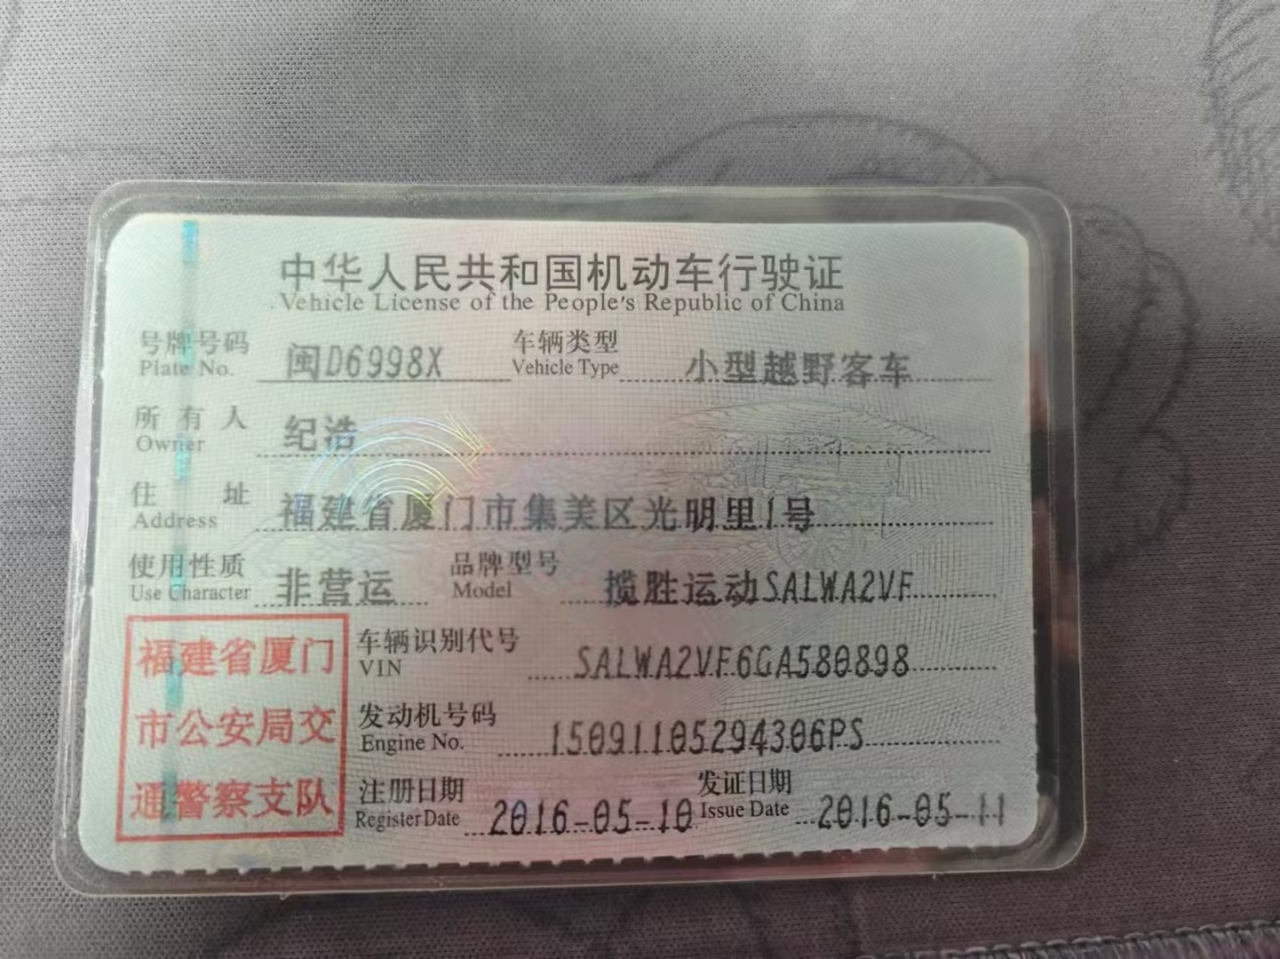 中华人民共和国机动车行驶证
Vehicle License of the People's Republic of China
号牌号码 闽D6998X 车辆类型 小型越野客车
Plate No. Vehicle Type
所有人 纪浩
Owner
住址 福建省厦门市集美区光明里1号
Address
使用性质 非营运 品牌型号 揽胜运动SALWA2VF
Use Character Model
福建省厦门
市公安局交
通警察支队
车辆识别代号 SALWA2VF6GA580898
VIN
发动机号码 15091105294306PS
Engine No.
注册日期 2016-05-10 发证日期 2016-05-11
Register Date Issue Date